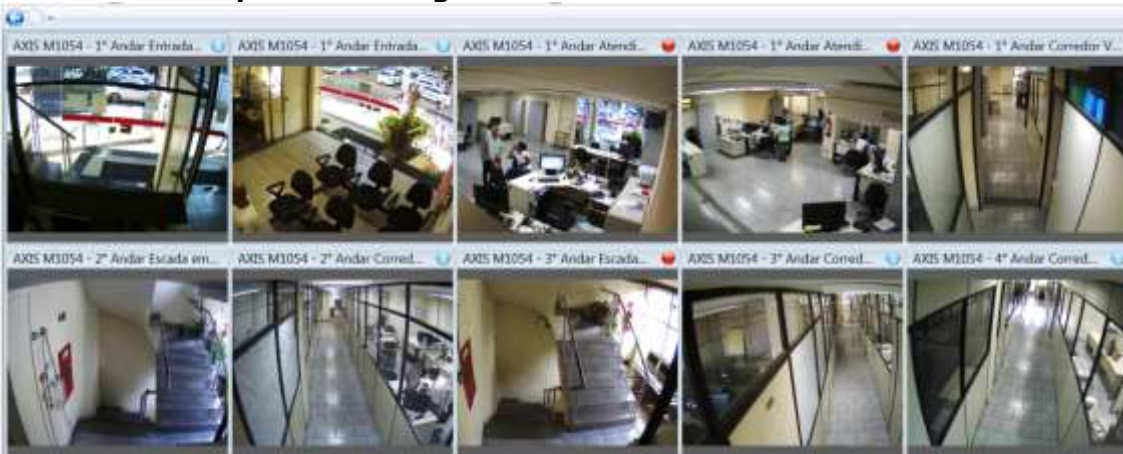 AXIS M1054 - 1º Andar Entrada...
AXIS M1054 - 1º Andar Entrada...
AXIS M1054 - 1º Andar Atendi...
AXIS M1054 - 1º Andar Atendi...
AXIS M1054 - 1º Andar Corredor V...
AXIS M1054 - 2º Andar Escada em...
AXIS M1054 - 2º Andar Corred...
AXIS M1054 - 3º Andar Escada...
AXIS M1054 - 3º Andar Corred...
AXIS M1054 - 4º Andar Corred...